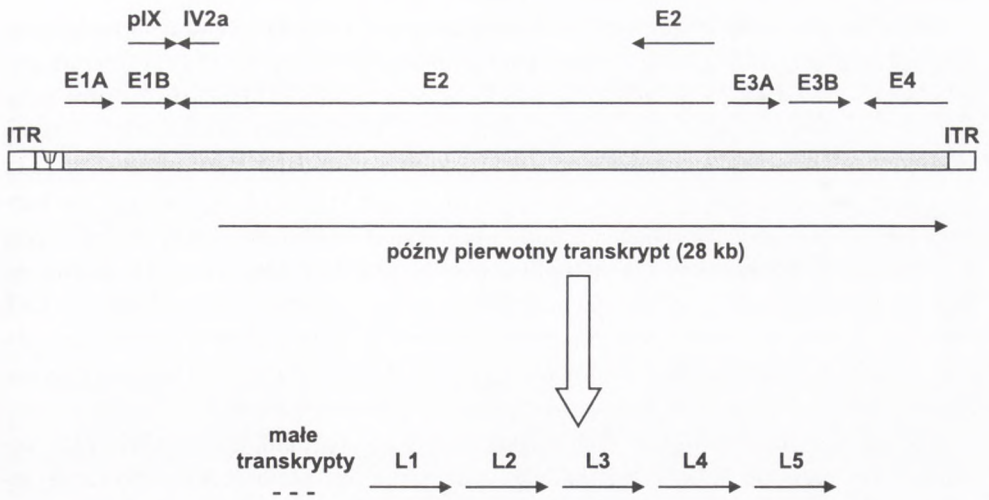 pIX IV2a E2
E1A E1B E2 E3A E3B E4
ITR ITR
Ψ
późny pierwotny transkrypt (28 kb)
małe
transkrypty L1 L2 L3 L4 L5